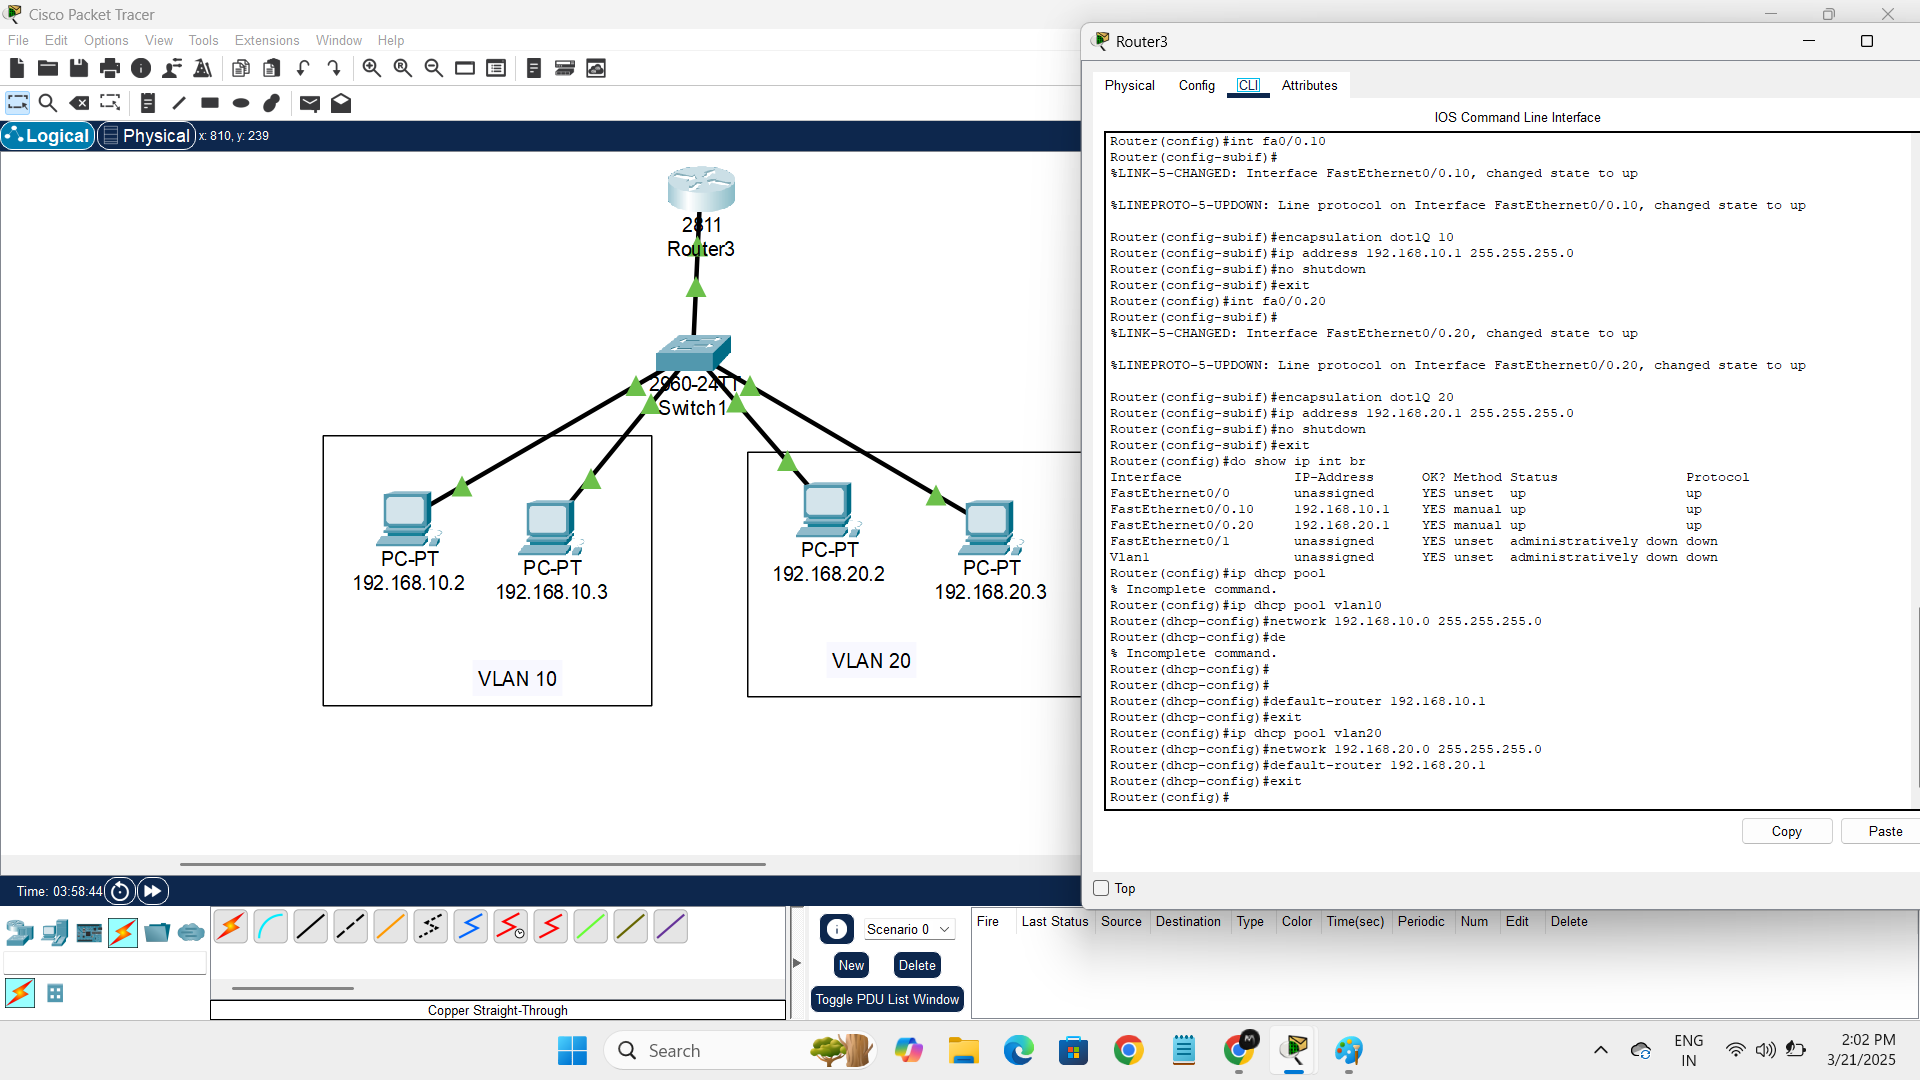 Cisco Packet Tracer
File Edit Options View Tools Extensions Window Help
Logical Physical x: 810, y: 239
2811
Router3
2960-24TT
Switch1
PC-PT
192.168.10.2
PC-PT
192.168.10.3
PC-PT
192.168.20.2
PC-PT
192.168.20.3
VLAN 10
VLAN 20
Router3
Physical Config CLI Attributes
IOS Command Line Interface
Router(config)#int fa0/0.10
Router(config-subif)#
%LINK-5-CHANGED: Interface FastEthernet0/0.10, changed state to up
%LINEPROTO-5-UPDOWN: Line protocol on Interface FastEthernet0/0.10, changed state to up
Router(config-subif)#encapsulation dot1Q 10
Router(config-subif)#ip address 192.168.10.1 255.255.255.0
Router(config-subif)#no shutdown
Router(config-subif)#exit
Router(config)#int fa0/0.20
Router(config-subif)#
%LINK-5-CHANGED: Interface FastEthernet0/0.20, changed state to up
%LINEPROTO-5-UPDOWN: Line protocol on Interface FastEthernet0/0.20, changed state to up
Router(config-subif)#encapsulation dot1Q 20
Router(config-subif)#ip address 192.168.20.1 255.255.255.0
Router(config-subif)#no shutdown
Router(config-subif)#exit
Router(config)#do show ip int br
Interface IP-Address OK? Method Status Protocol
FastEthernet0/0 unassigned YES unset up up
FastEthernet0/0.10 192.168.10.1 YES manual up up
FastEthernet0/0.20 192.168.20.1 YES manual up up
FastEthernet0/1 unassigned YES unset administratively down down
Vlan1 unassigned YES unset administratively down down
Router(config)#ip dhcp pool
% Incomplete command.
Router(config)#ip dhcp pool vlan10
Router(dhcp-config)#network 192.168.10.0 255.255.255.0
Router(dhcp-config)#de
% Incomplete command.
Router(dhcp-config)#
Router(dhcp-config)#
Router(dhcp-config)#default-router 192.168.10.1
Router(dhcp-config)#exit
Router(config)#ip dhcp pool vlan20
Router(dhcp-config)#network 192.168.20.0 255.255.255.0
Router(dhcp-config)#default-router 192.168.20.1
Router(dhcp-config)#exit
Router(config)#
Copy Paste
Top
Time: 03:58:44
Copper Straight-Through
Scenario 0
New Delete
Toggle PDU List Window
Fire Last Status Source Destination Type Color Time(sec) Periodic Num Edit Delete
Search
M
ENG
IN
2:02 PM
3/21/2025